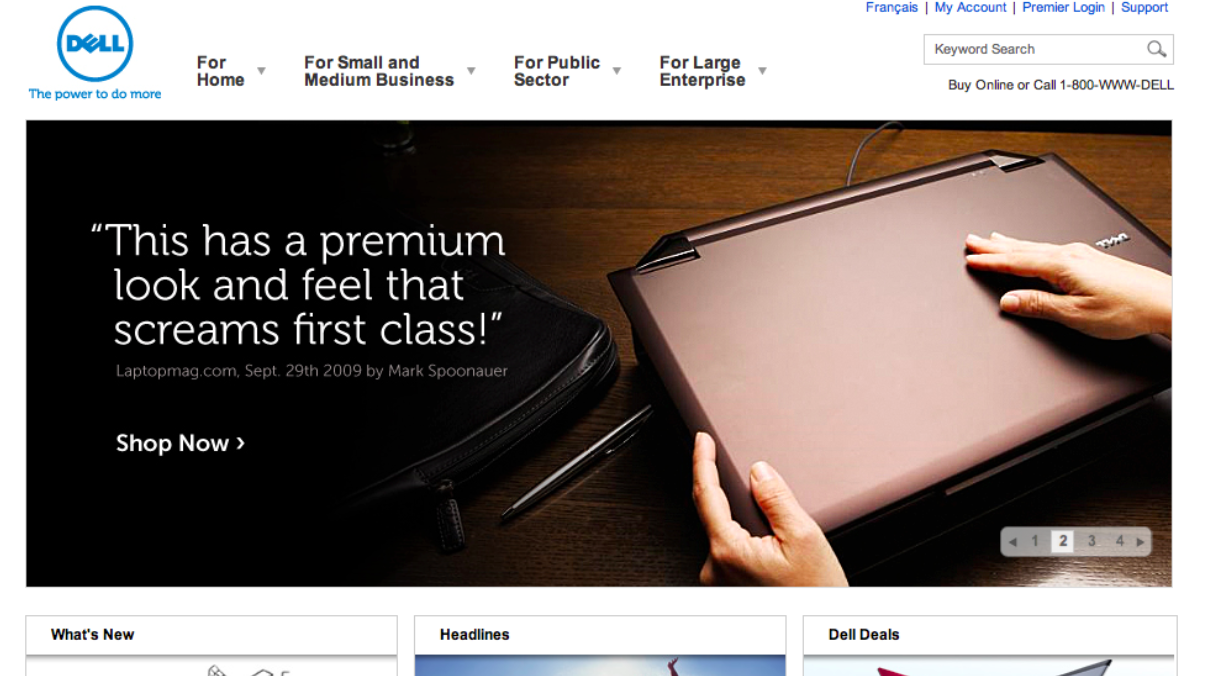 Français | My Account | Premier Login | Support
DELL
The power to do more
For
Home
For Small and
Medium Business
For Public
Sector
For Large
Enterprise
Keyword Search
Buy Online or Call 1-800-WWW-DELL
“This has a premium
look and feel that
screams first class!”
Laptopmag.com, Sept. 29th 2009 by Mark Spoonauer
Shop Now ›
DELL
1 2 3 4
What's New
Headlines
Dell Deals